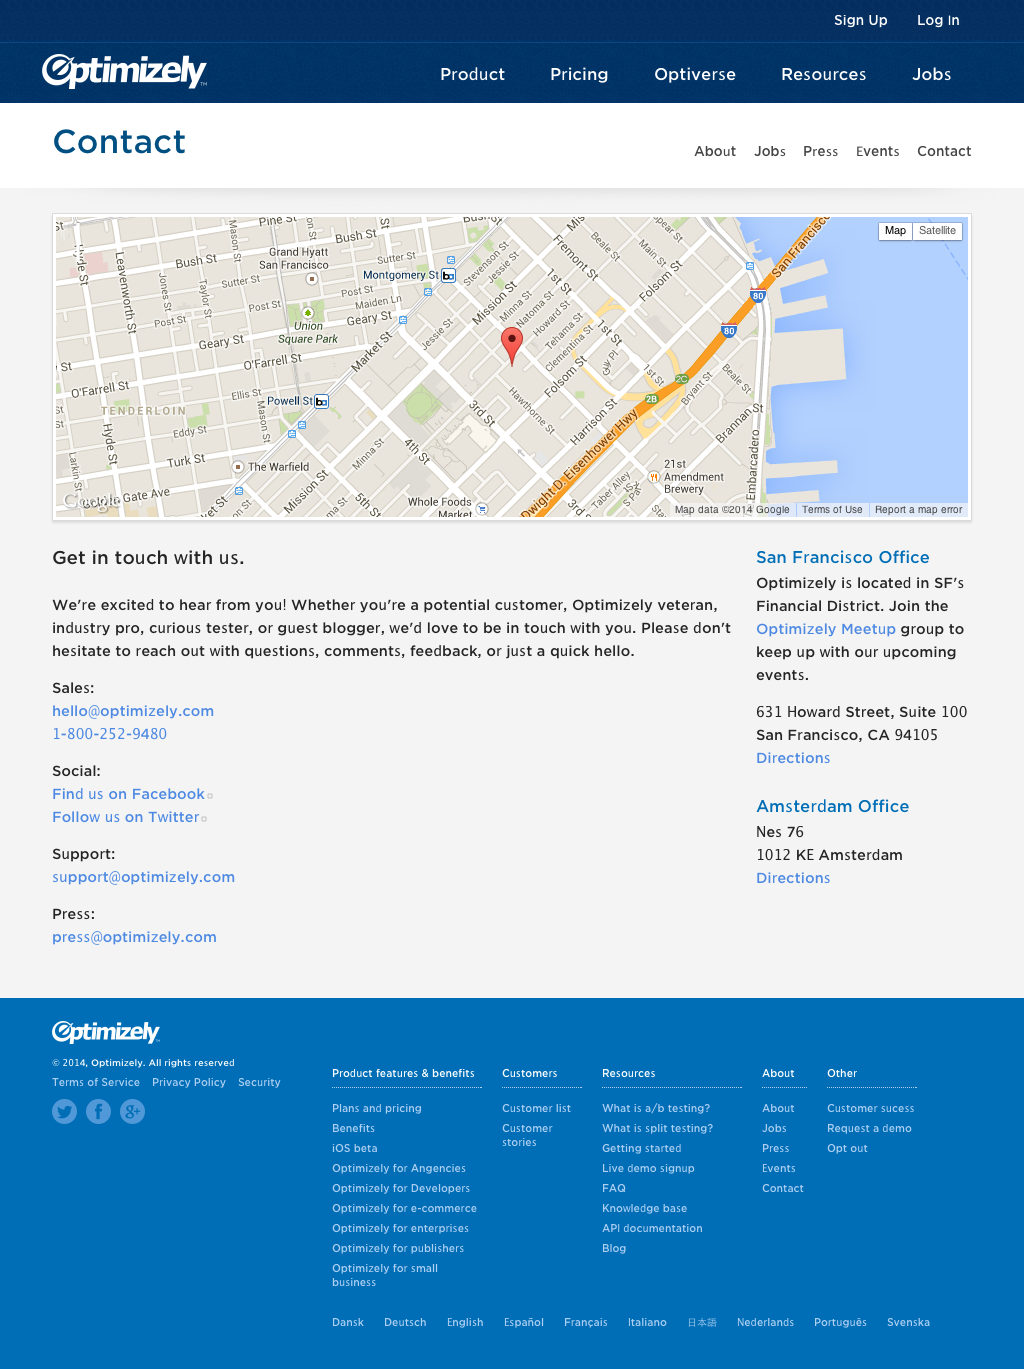 Sign Up Log In
Optimizely™
Product Pricing Optiverse Resources Jobs
Contact
About Jobs Press Events Contact
Pine St
Bush St
Bush St
Mason St
Mason St
Leavenworth St
Jones St
Taylor St
Sutter St
Sutter St
Grand Hyatt
San Francisco
Montgomery St
Stevenson St
Jessie St
Fremont St
Beale St
Main St
Spear St
San Francisco
Map Satellite
Post St
Post St
Maiden Ln
Union
Square Park
Geary St
Geary St
Market St
Jessie St
Mission St
Minna St
Natoma St
Howard St
Tehama St
Clementina St
Folsom St
Folsom St
1st St
1st St
1st St
Guy Pl
80
80
2C
2B
O'Farrell St
O'Farrell St
Ellis St
Powell St
TENDERLOIN
Eddy St
Turk St
Hyde St
Larkin St
Golden Gate Ave
The Warfield
Minna St
4th St
5th St
3rd St
Hawthorne St
Harrison St
Bryant St
Beale St
Brannan St
Embarcadero
Dwight D. Eisenhower Hwy
Taber Alley
21st
Amendment
Brewery
Whole Foods
Market
Google
Map data ©2014 Google Terms of Use Report a map error
Get in touch with us.
We're excited to hear from you! Whether you're a potential customer, Optimizely veteran,
industry pro, curious tester, or guest blogger, we'd love to be in touch with you. Please don't
hesitate to reach out with questions, comments, feedback, or just a quick hello.
Sales:
hello@optimizely.com
1-800-252-9480
Social:
Find us on Facebook
Follow us on Twitter
Support:
support@optimizely.com
Press:
press@optimizely.com
San Francisco Office
Optimizely is located in SF's
Financial District. Join the
Optimizely Meetup group to
keep up with our upcoming
events.
631 Howard Street, Suite 100
San Francisco, CA 94105
Directions
Amsterdam Office
Nes 76
1012 KE Amsterdam
Directions
Optimizely
© 2014, Optimizely. All rights reserved
Terms of Service Privacy Policy Security
Product features & benefits
Plans and pricing
Benefits
iOS beta
Optimizely for Angencies
Optimizely for Developers
Optimizely for e-commerce
Optimizely for enterprises
Optimizely for publishers
Optimizely for small
business
Customers
Customer list
Customer
stories
Resources
What is a/b testing?
What is split testing?
Getting started
Live demo signup
FAQ
Knowledge base
API documentation
Blog
About
About
Jobs
Press
Events
Contact
Other
Customer sucess
Request a demo
Opt out
Dansk Deutsch English Español Français Italiano 日本語 Nederlands Português Svenska